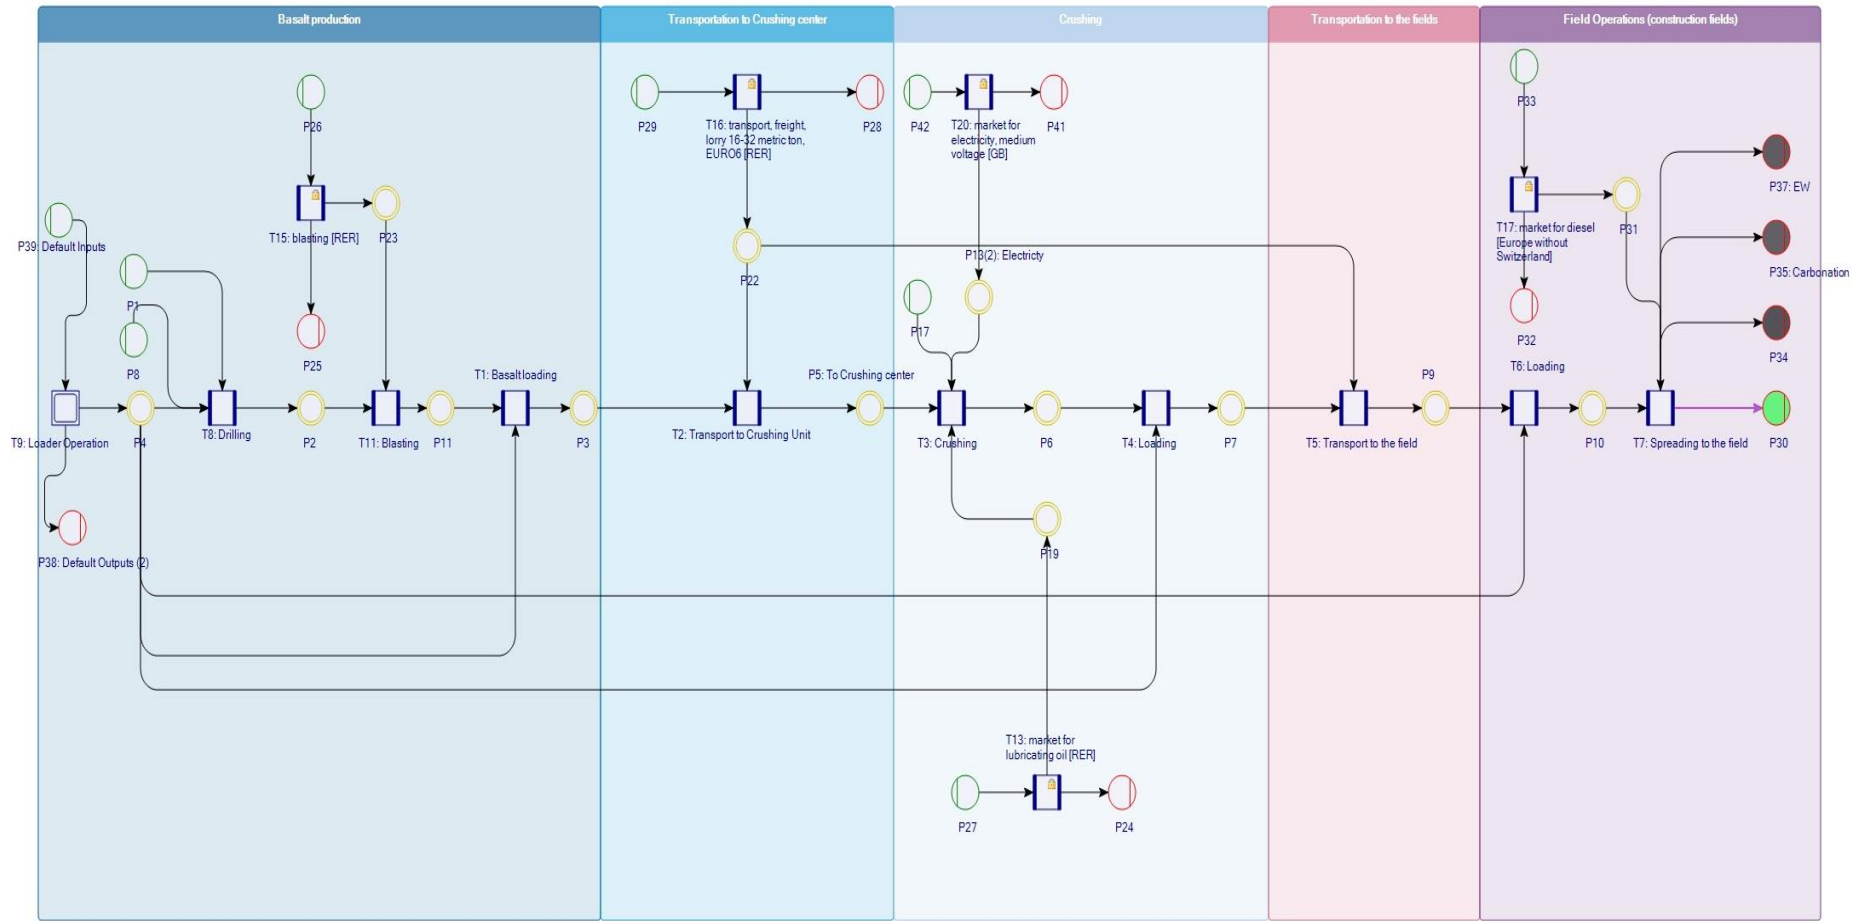 Basalt production
Transportation to Crushing center
Crushing
Transportation to the fields
Field Operations (construction fields)
P26
P29
T16: transport, freight,
lorry 16-32 metric ton,
EURO6 [RER]
P28
P42
T20: market for
electricity, medium
voltage [GB]
P41
P33
P37: EW
P39: Default Inputs
T15: blasting [RER]
P23
P22
P13(2): Electricty
T17: market for diesel
[Europe without
Switzerland]
P31
P35: Carbonation
P1
P17
P8
P25
P32
P34
T1: Basalt loading
P5: To Crushing center
P9
T6: Loading
T9: Loader Operation
P4
T8: Drilling
P2
T11: Blasting
P11
P3
T2: Transport to Crushing Unit
T3: Crushing
P6
T4: Loading
P7
T5: Transport to the field
P10
T7: Spreading to the field
P30
P38: Default Outputs (2)
P19
T13: market for
lubricating oil [RER]
P27
P24